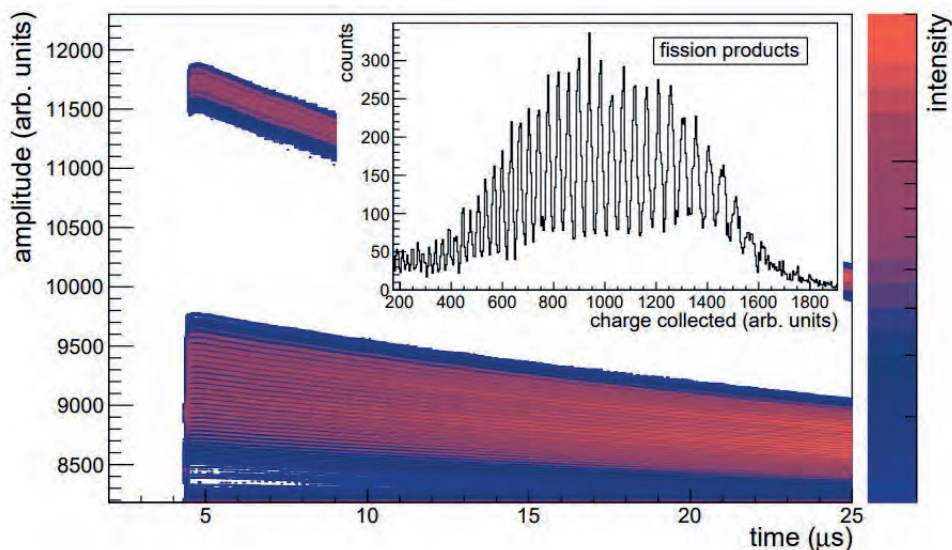 amplitude (arb. units)
12000
11500
11000
10500
10000
9500
9000
8500
5
10
15
20
25
time (μs)
counts
300
250
200
150
100
50
0
200 400 600 800 1000 1200 1400 1600 1800
charge collected (arb. units)
fission products
intensity